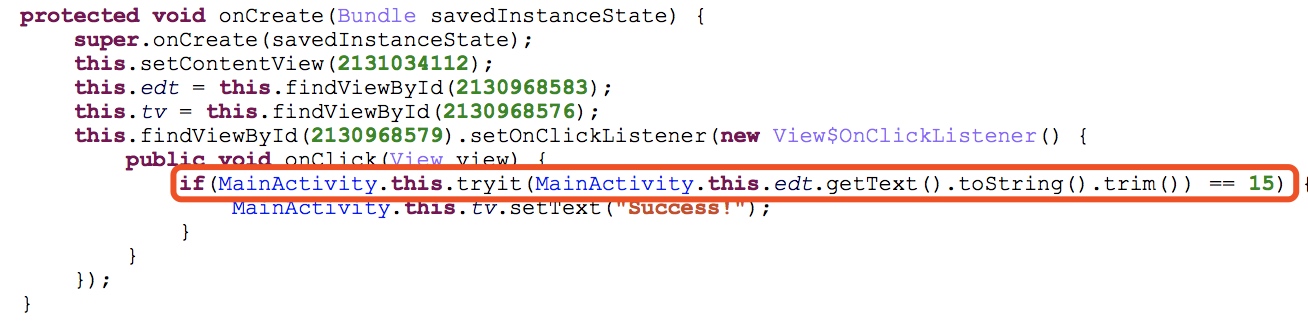 protected void onCreate(Bundle savedInstanceState) {
super.onCreate(savedInstanceState);
this.setContentView(2131034112);
this.edt = this.findViewById(2130968583);
this.tv = this.findViewById(2130968576);
this.findViewById(2130968579).setOnClickListener(new View$OnClickListener() {
public void onClick(View view) {
if(MainActivity.this.tryit(MainActivity.this.edt.getText().toString().trim()) == 15) {
MainActivity.this.tv.setText("Success!");
}
}
});
}